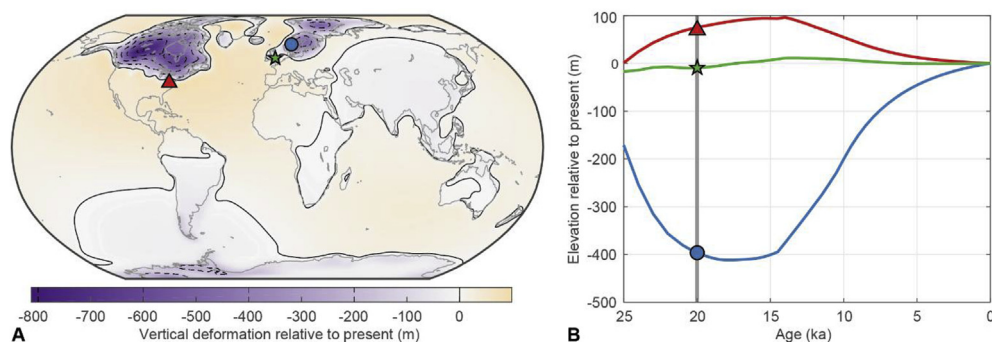 -800 -700 -600 -500 -400 -300 -200 -100 0
Vertical deformation relative to present (m)
A
Elevation relative to present (m)
100
0
-100
-200
-300
-400
-500
25 20 15 10 5 0
Age (ka)
B